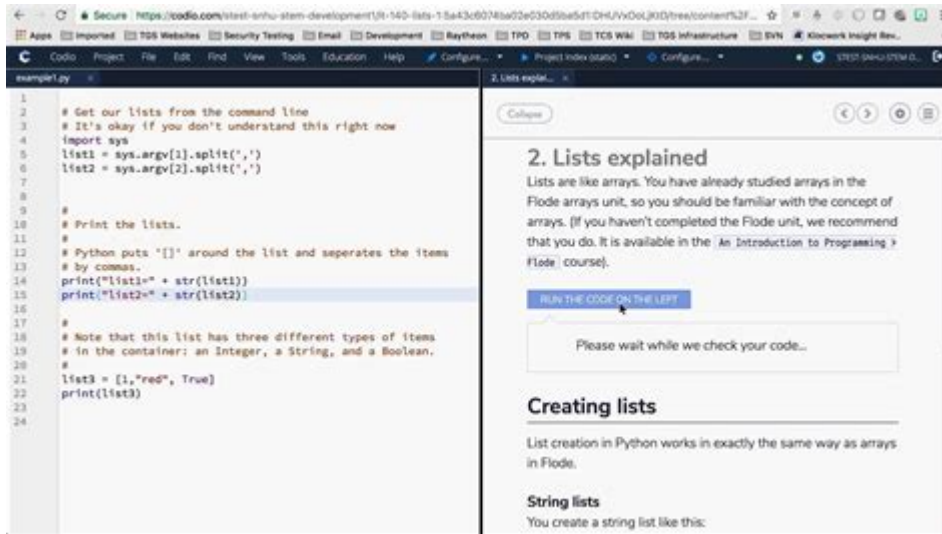 Secure
Apps Imported TGS Websites Security Testing Email Development Raytheon TPD TPS TCS Wiki TGS Infrastructure SVN Klocwork Insight Rev...
Codio Project File Edit Find View Tools Education Help Configure... Project Index (static) Configure...
example1.py
2. Lists explai...
1
2 # Get our lists from the command line
3 # It's okay if you don't understand this right now
4 import sys
5 list1 = sys.argv[1].split(',')
6 list2 = sys.argv[2].split(',')
7
8
9 #
10 # Print the lists.
11 #
12 # Python puts '[]' around the list and seperates the items
13 # by commas.
14 print("list1=" + str(list1))
15 print("list2=" + str(list2))
16
17 #
18 # Note that this list has three different types of items
19 # in the container: an Integer, a String, and a Boolean.
20 #
21 list3 = [1,"red", True]
22 print(list3)
23
24
Collapse
2. Lists explained
Lists are like arrays. You have already studied arrays in the
Flode arrays unit, so you should be familiar with the concept of
arrays. (If you haven't completed the Flode unit, we recommend
that you do. It is available in the An Introduction to Programming >
Flode course).
RUN THE CODE ON THE LEFT
Please wait while we check your code...
Creating lists
List creation in Python works in exactly the same way as arrays
in Flode.
String lists
You create a string list like this: